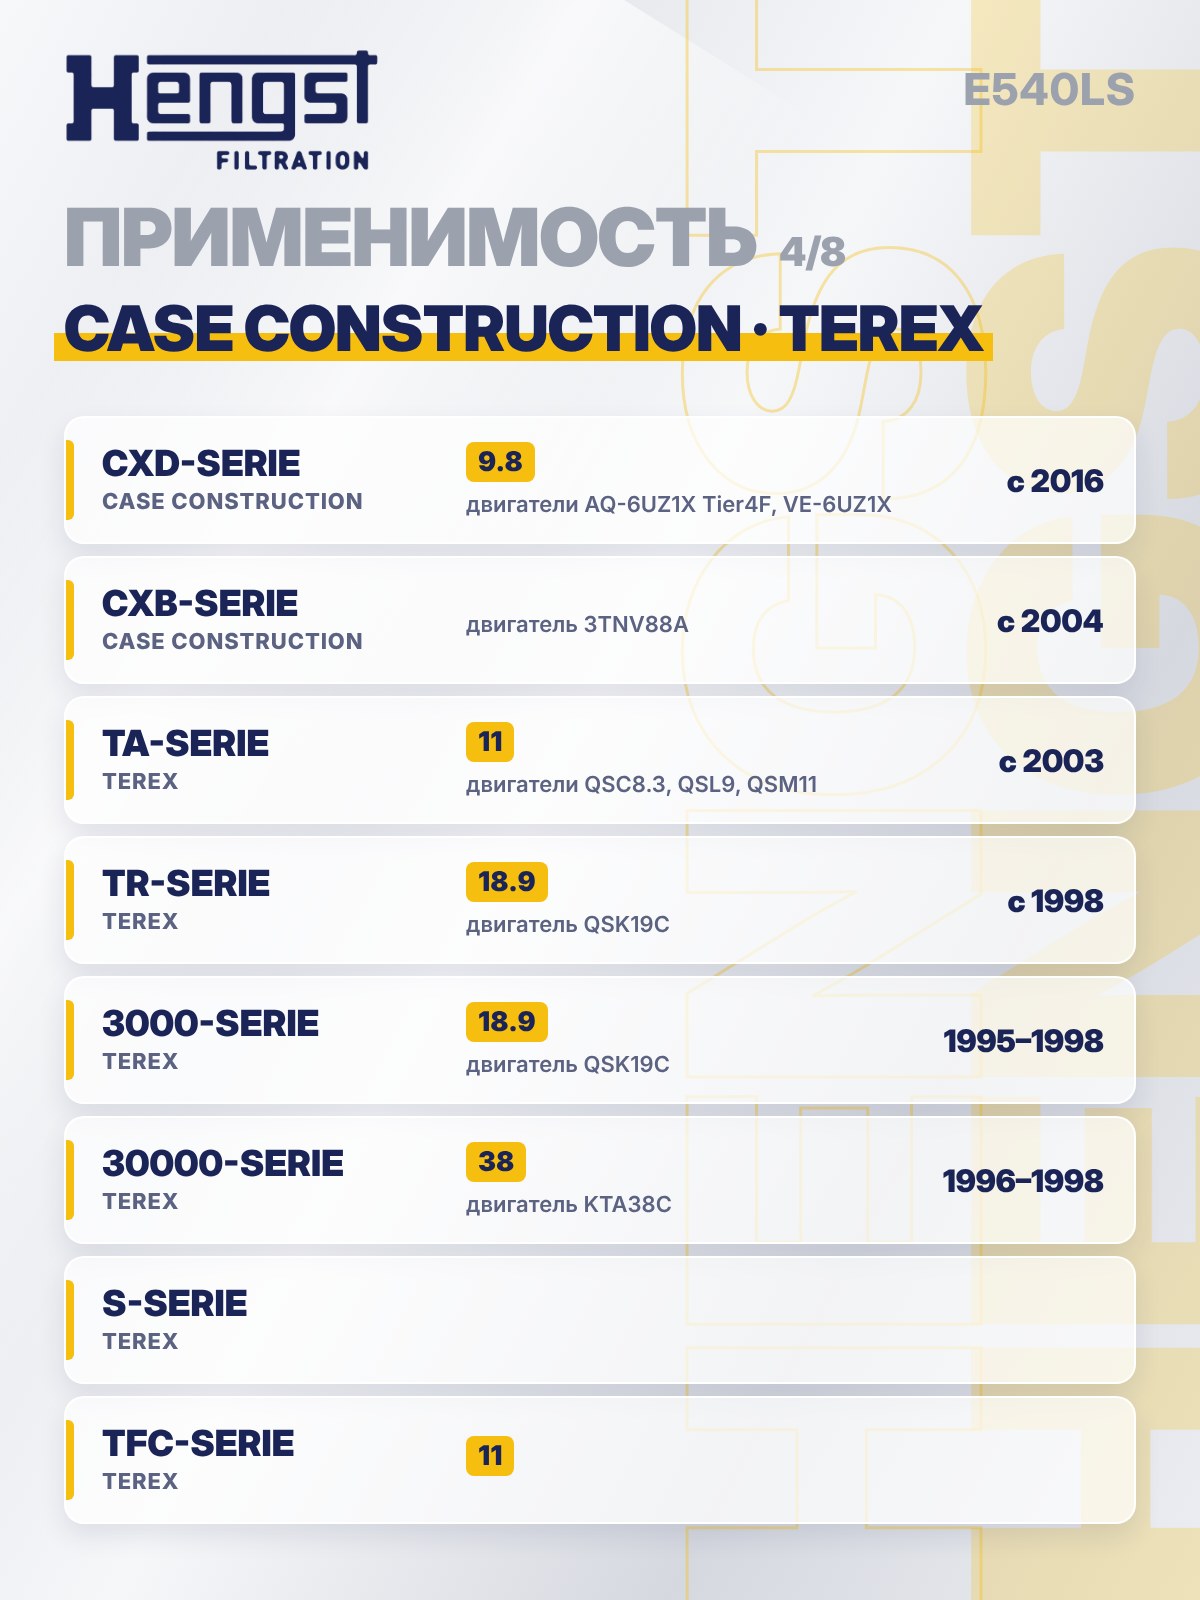 Hengst
FILTRATION
E540LS
ПРИМЕНИМОСТЬ 4/8
CASE CONSTRUCTION · TEREX
CXD-SERIE
CASE CONSTRUCTION
9.8
двигатели AQ-6UZ1X Tier4F, VE-6UZ1X
с 2016
CXB-SERIE
CASE CONSTRUCTION
двигатель 3TNV88A
с 2004
TA-SERIE
TEREX
11
двигатели QSC8.3, QSL9, QSM11
с 2003
TR-SERIE
TEREX
18.9
двигатель QSK19C
с 1998
3000-SERIE
TEREX
18.9
двигатель QSK19C
1995–1998
30000-SERIE
TEREX
38
двигатель KTA38C
1996–1998
S-SERIE
TEREX
TFC-SERIE
TEREX
11
HENGST
HENGST